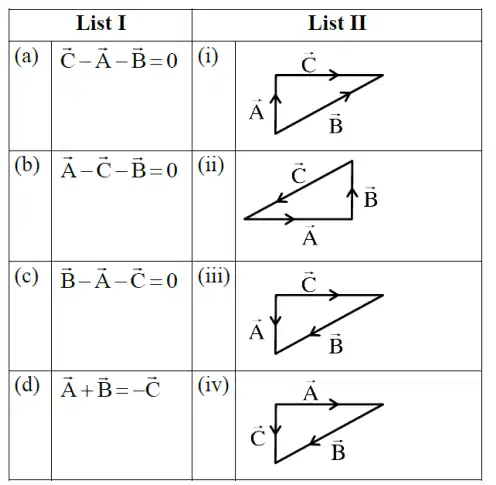 List I List II
(a) C⃗ − A⃗ − B⃗ = 0 (i) C⃗ A⃗ B⃗
(b) A⃗ − C⃗ − B⃗ = 0 (ii) C⃗ B⃗ A⃗
(c) B⃗ − A⃗ − C⃗ = 0 (iii) C⃗ A⃗ B⃗
(d) A⃗ + B⃗ = −C⃗ (iv) A⃗ C⃗ B⃗